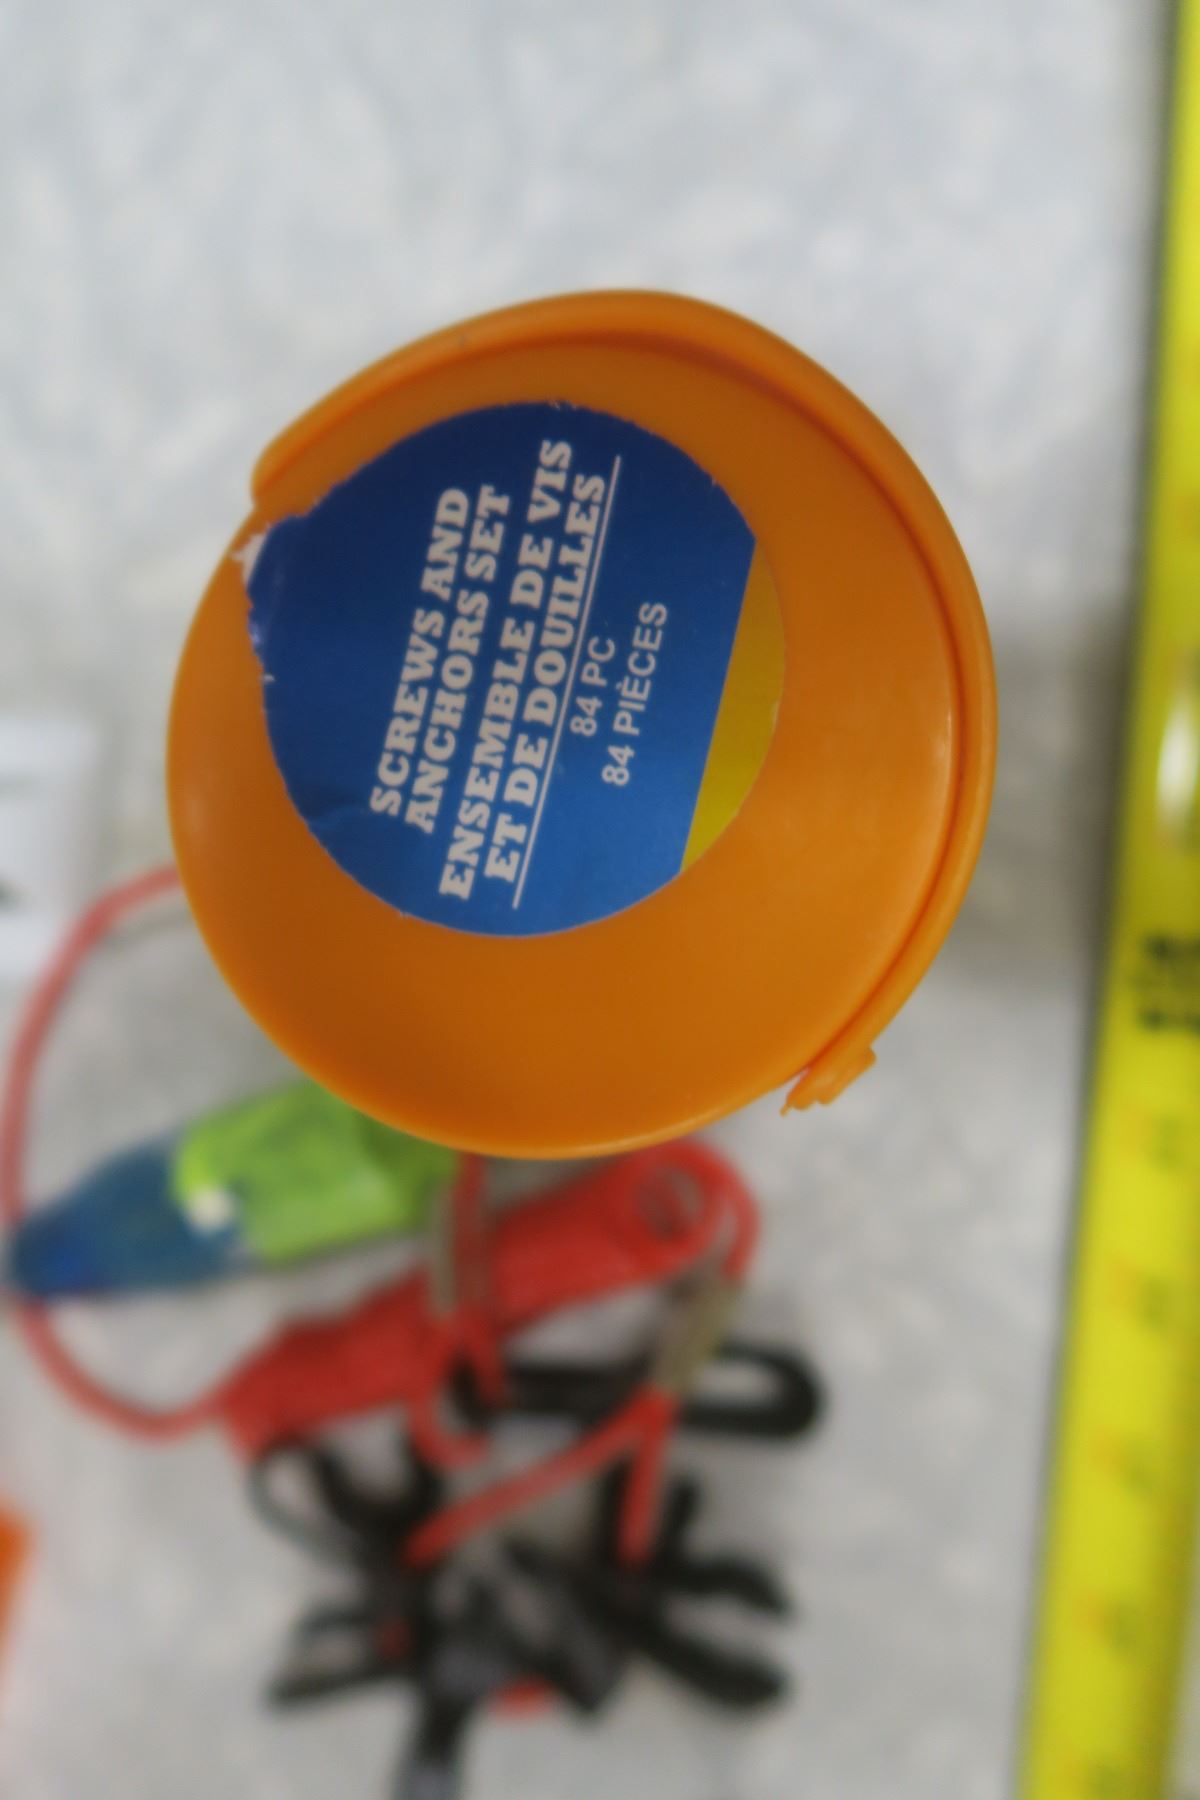 SCREWS AND
ANCHORS SET
ENSEMBLE DE VIS
ET DE DOUILLES
84 PC
84 PIÈCES